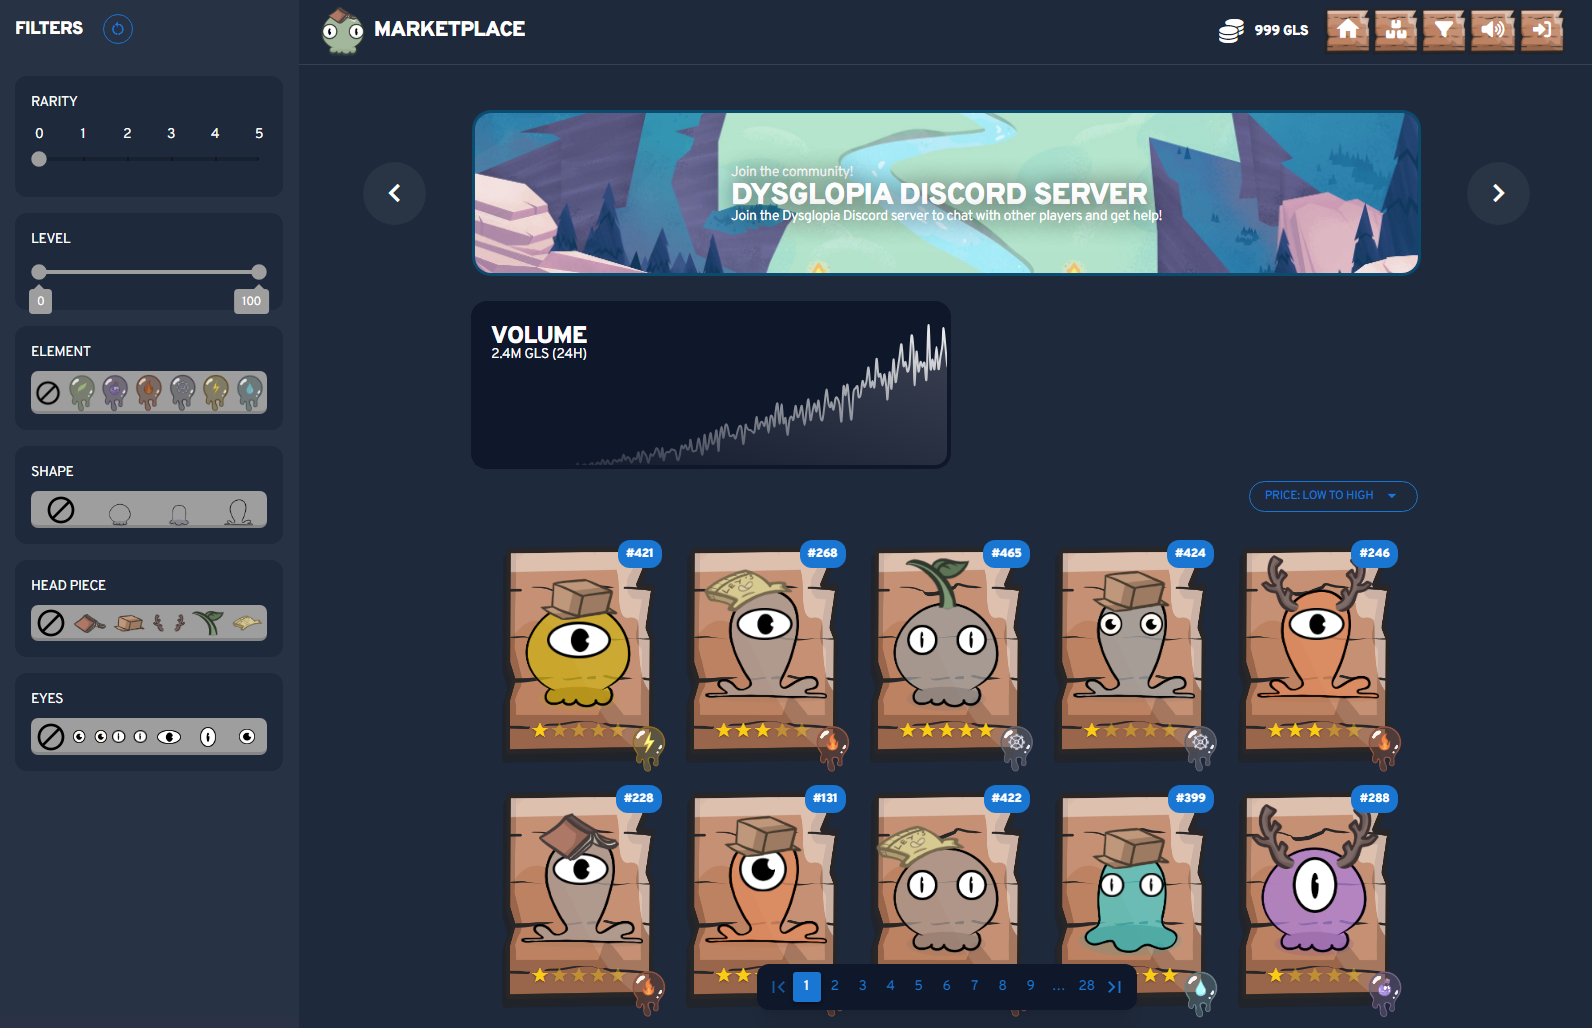 FILTERS
MARKETPLACE
999 GLS
RARITY
0 1 2 3 4 5
LEVEL
0 100
ELEMENT
SHAPE
HEAD PIECE
EYES
Join the community!
DYSGLOPIA DISCORD SERVER
Join the Dysglopia Discord server to chat with other players and get help!
VOLUME
2.4M GLS (24H)
PRICE: LOW TO HIGH
#421 #268 #465 #424 #246
#228 #131 #422 #399 #288
1 2 3 4 5 6 7 8 9 ... 28